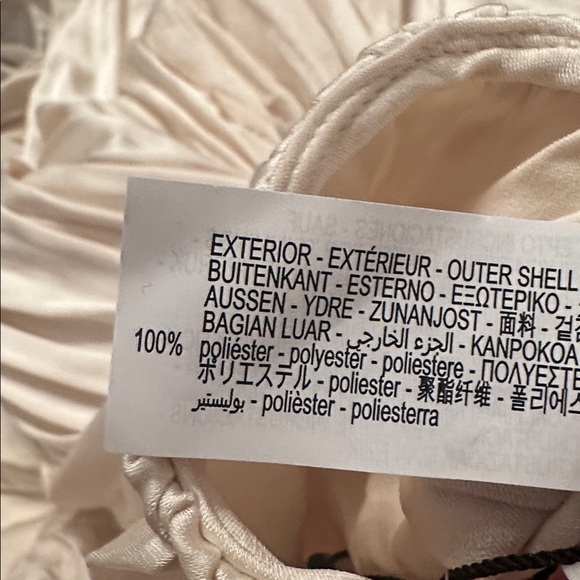 EXTERIOR - EXTÉRIEUR - OUTER SHELL
BUITENKANT - ESTERNO - ΕΞΩΤΕΡΙΚΟ -
AUSSEN - YDRE - ZUNANJOST - 面料 - 겉감
BAGIAN LUAR - الجزء الخارجي - KANPOKOA
100% poliéster - polyester - poliestere - ΠΟΛΥΕΣΤΕ
ポリエステル - poliester - 聚酯纤维 - 폴리에스
بوليستير - polièster - poliesterra